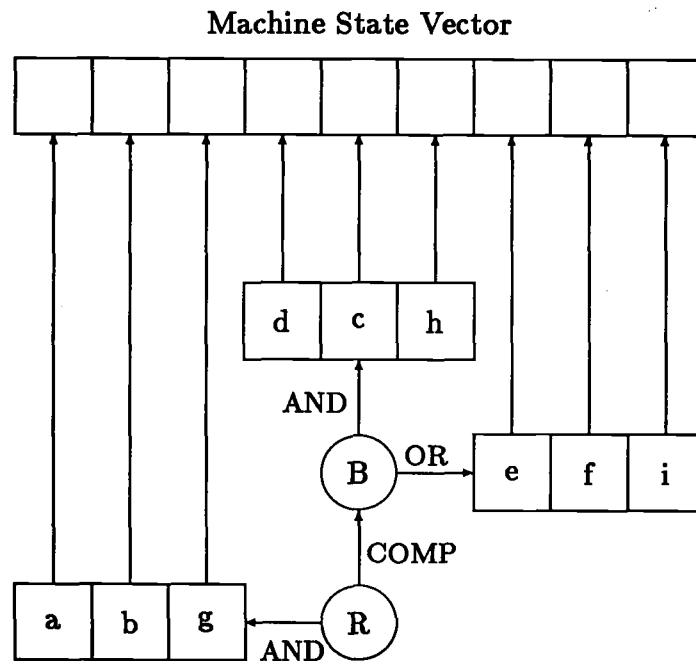 Machine State Vector
d c h
AND
B OR e f i
COMP
a b g R
AND